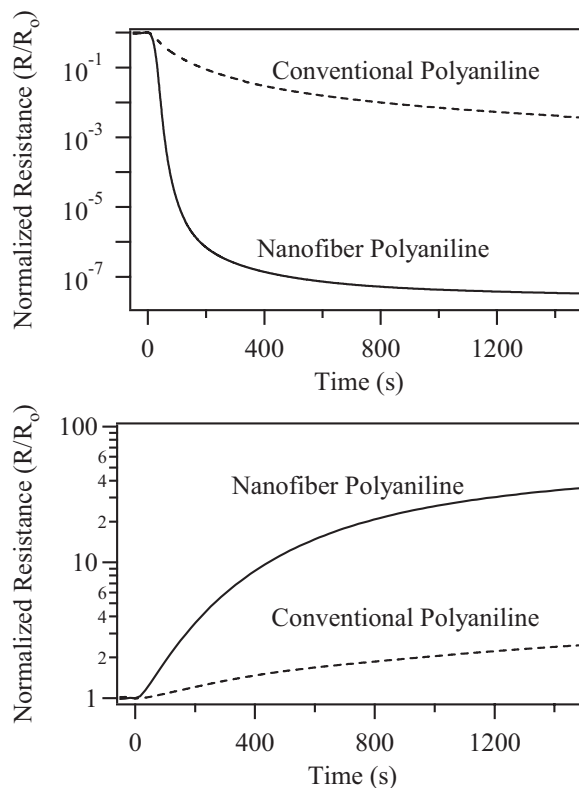 Normalized Resistance (R/Rₒ)
10⁻¹
10⁻³
10⁻⁵
10⁻⁷
Conventional Polyaniline
Nanofiber Polyaniline
0 400 800 1200
Time (s)
Normalized Resistance (R/Rₒ)
100
6
4
2
10
6
4
2
1
Nanofiber Polyaniline
Conventional Polyaniline
0 400 800 1200
Time (s)